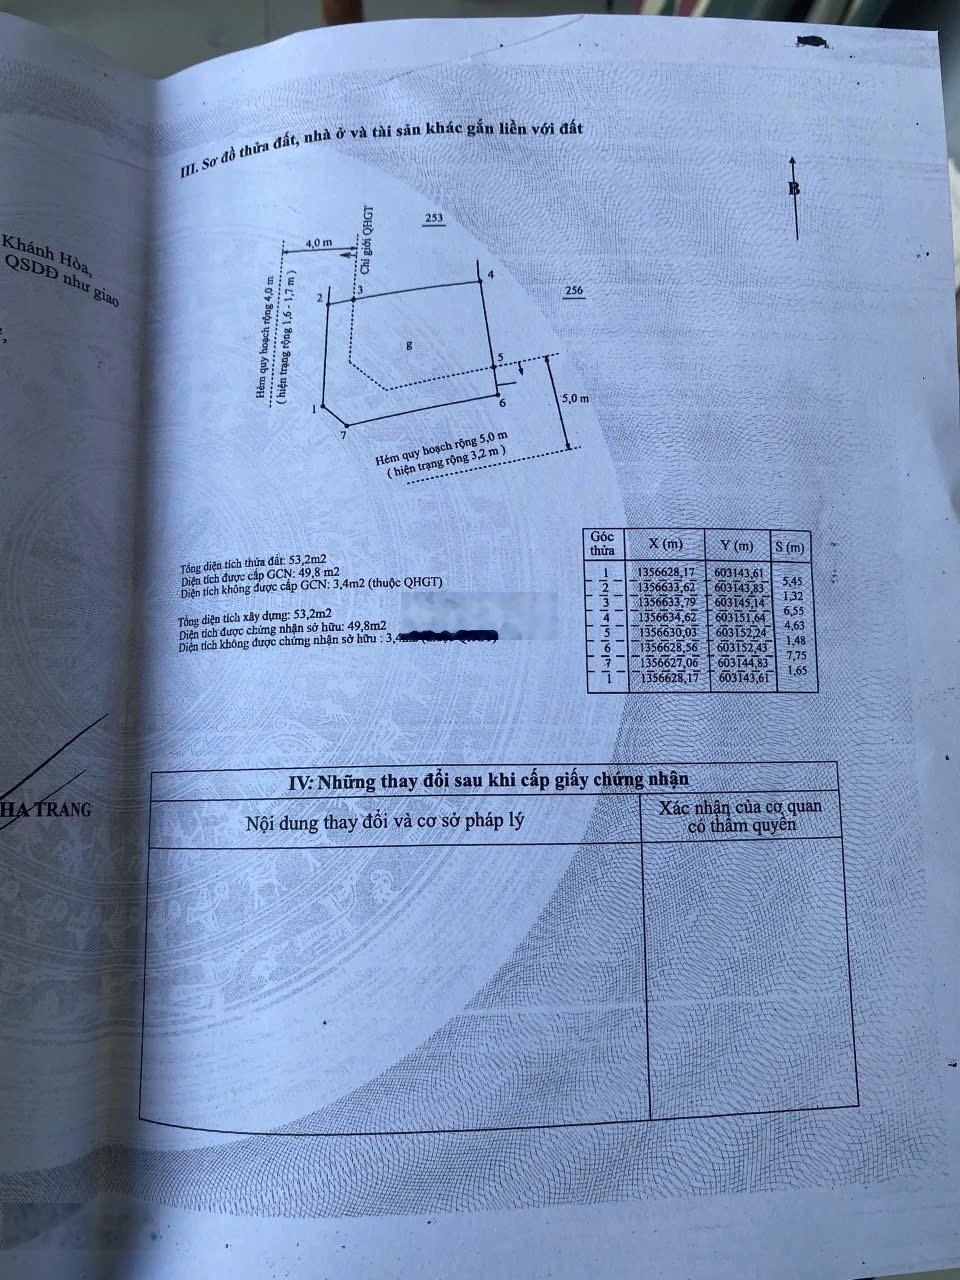 Khánh Hòa,
QSDĐ như giao
HA TRANG
III. Sơ đồ thửa đất, nhà ở và tài sản khác gắn liền với đất
B
253
256
4,0 m
Chỉ giới QHGT
Hẻm quy hoạch rộng 4,0 m
( hiện trạng rộng 1,6 - 1,7 m )
2
3
4
g
5
1
6
7
5,0 m
Hẻm quy hoạch rộng 5,0 m
( hiện trạng rộng 3,2 m )
Tổng diện tích thửa đất: 53,2m2
Diện tích được cấp GCN: 49,8 m2
Diện tích không được cấp GCN: 3,4m2 (thuộc QHGT)
Tổng diện tích xây dựng: 53,2m2
Diện tích được chứng nhận sở hữu: 49,8m2
Diện tích không được chứng nhận sở hữu : 3,4
Góc thửa X (m) Y (m) S (m)
1 1356628,17 603143,61
5,45
2 1356633,62 603143,83
1,32
3 1356633,79 603145,14
6,55
4 1356634,62 603151,64
4,63
5 1356630,03 603152,24
1,48
6 1356628,56 603152,43
7,75
7 1356627,06 603144,83
1,65
1 1356628,17 603143,61
IV: Những thay đổi sau khi cấp giấy chứng nhận
Nội dung thay đổi và cơ sở pháp lý
Xác nhận của cơ quan
có thẩm quyền